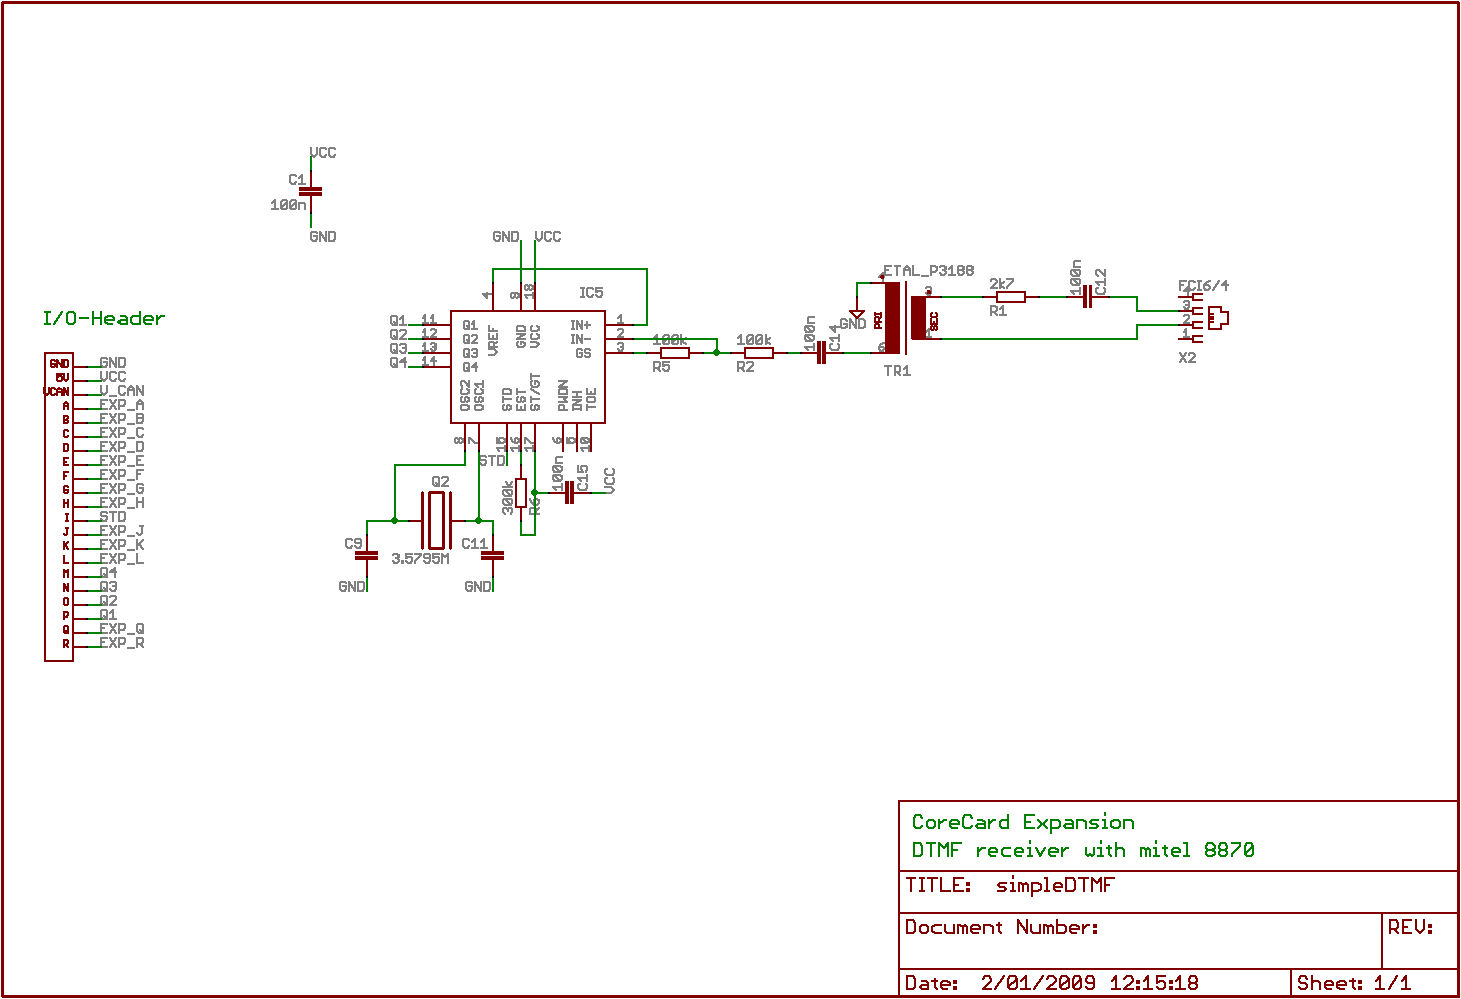 VCC
C1
100n
GND
GND VCC
4 9 18
IC5
I/O-Header
GND GND
5V VCC
VCAN V_CAN
A EXP_A
B EXP_B
C EXP_C
D EXP_D
E EXP_E
F EXP_F
G EXP_G
H EXP_H
I STD
J EXP_J
K EXP_K
L EXP_L
M Q4
N Q3
O Q2
P Q1
Q EXP_Q
R EXP_R
Q1 11 Q1
Q2 12 Q2
Q3 13 Q3
Q4 14 Q4
VREF
GND
VCC
IN+ 1
IN- 2
GS 3
OSC2
OSC1
STD
EST
ST/GT
PWDN
INH
TOE
8 7 15 16 17 6 5 10
STD
300k
R6
100n
C15
VCC
Q2
3.5795M
C9
GND
C11
GND
100k
R5
100k
R2
100n
C14
GND
ETAL_P3188
4
PRI
6
3
SEC
1
TR1
2k7
R1
100n
C12
FCI6/4
4
3
2
1
X2
CoreCard Expansion
DTMF receiver with mitel 8870
TITLE: simpleDTMF
Document Number:
REV:
Date: 2/01/2009 12:15:18
Sheet: 1/1